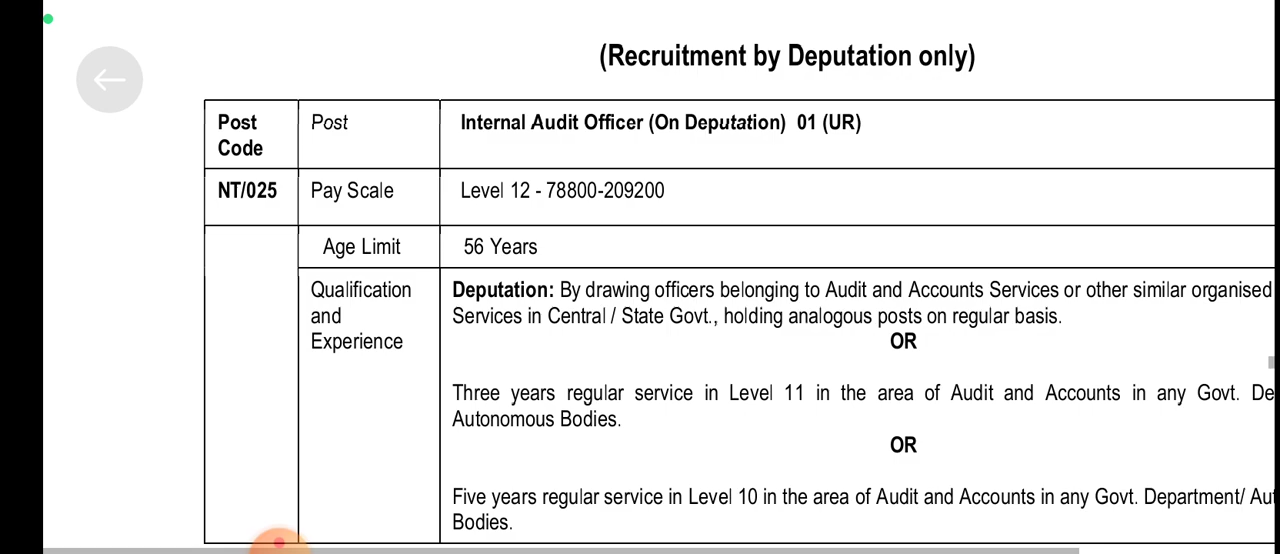 (Recruitment by Deputation only)
Post Code
Post
Internal Audit Officer (On Deputation) 01 (UR)
NT/025
Pay Scale
Level 12 - 78800-209200
Age Limit
56 Years
Qualification
and
Experience
Deputation: By drawing officers belonging to Audit and Accounts Services or other similar organised
Services in Central / State Govt., holding analogous posts on regular basis.
OR
Three years regular service in Level 11 in the area of Audit and Accounts in any Govt.
Autonomous Bodies.
OR
Five years regular service in Level 10 in the area of Audit and Accounts in any Govt. Department/
Bodies.